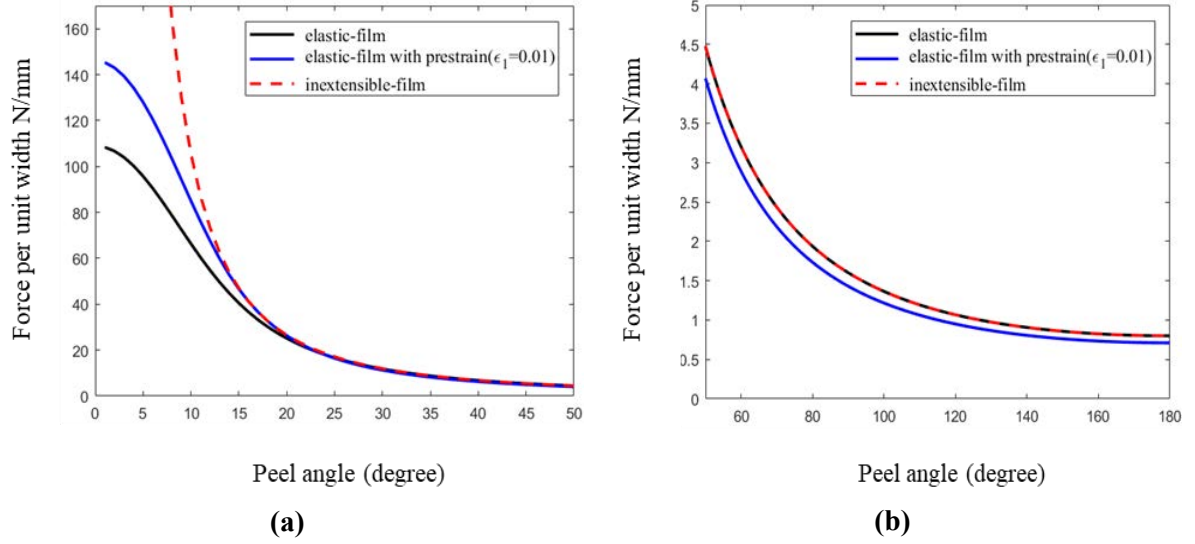 Force per unit width N/mm
160
140
120
100
80
60
40
20
0
elastic-film
elastic-film with prestrain(ϵ₁=0.01)
inextensible-film
0 5 10 15 20 25 30 35 40 45 50
Peel angle (degree)
(a)
Force per unit width N/mm
5
4.5
4
3.5
3
2.5
2
1.5
1
0.5
0
elastic-film
elastic-film with prestrain(ϵ₁=0.01)
inextensible-film
60 80 100 120 140 160 180
Peel angle (degree)
(b)